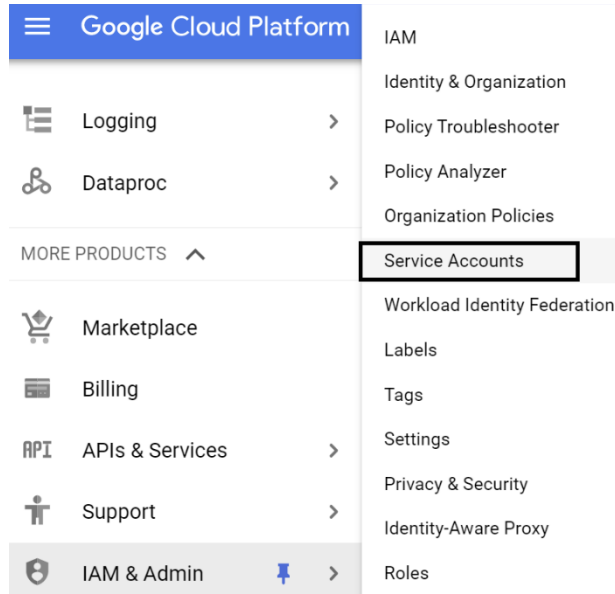 Google Cloud Platform
Logging
Dataproc
MORE PRODUCTS
Marketplace
Billing
API APIs & Services
Support
IAM & Admin
IAM
Identity & Organization
Policy Troubleshooter
Policy Analyzer
Organization Policies
Service Accounts
Workload Identity Federation
Labels
Tags
Settings
Privacy & Security
Identity-Aware Proxy
Roles